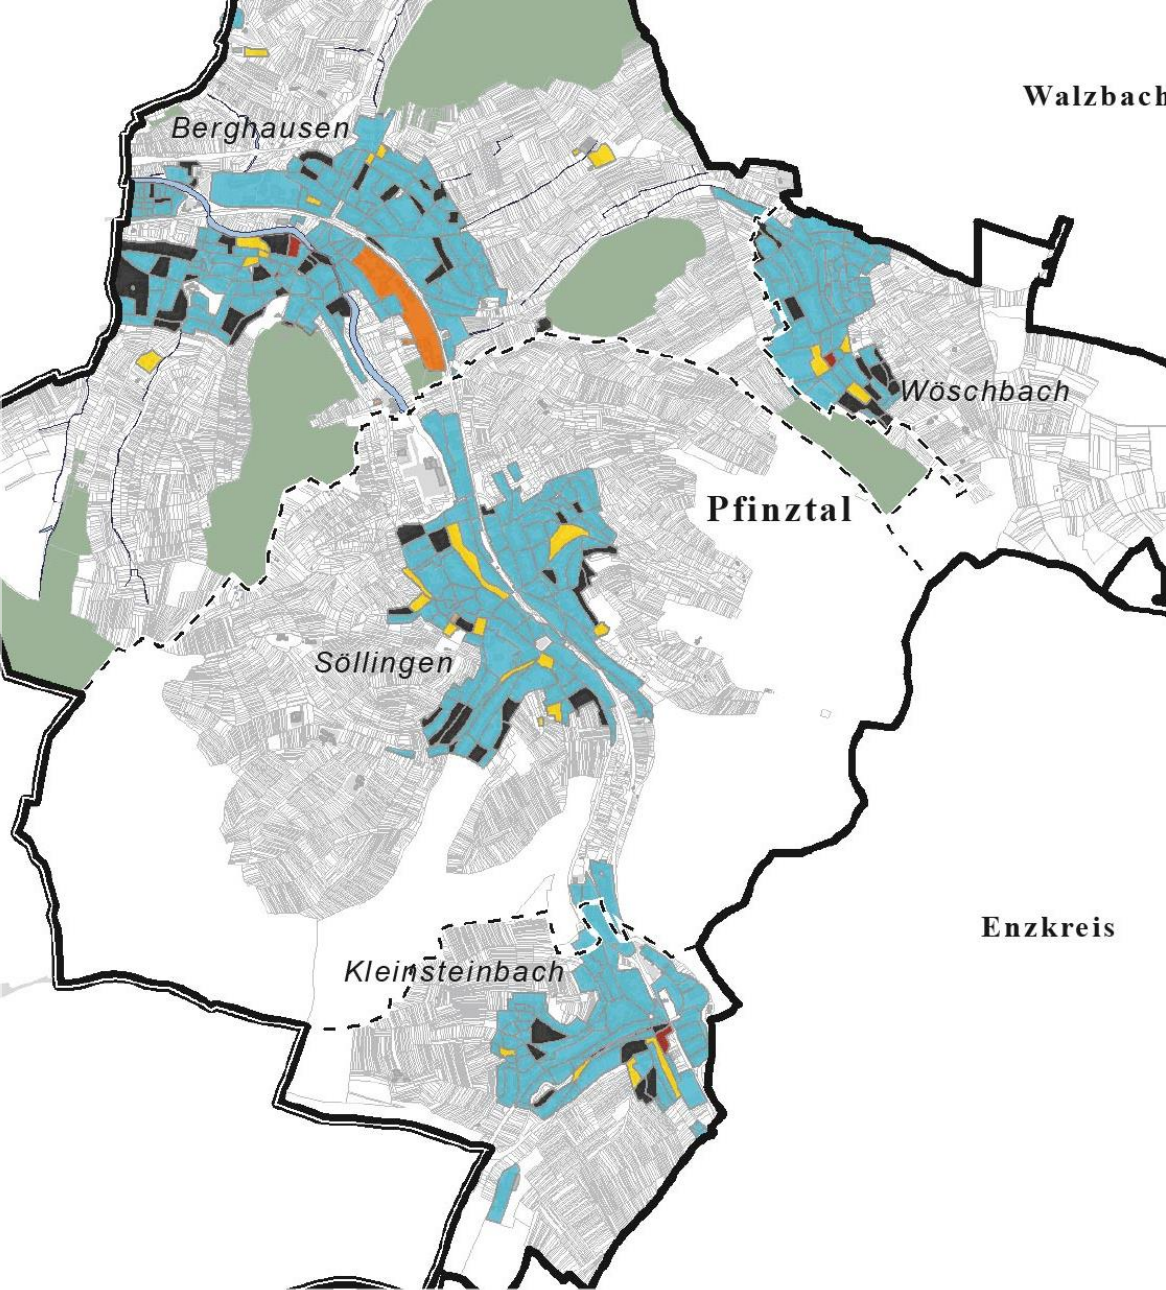 Walzbach
Berghausen
Wöschbach
Pfinztal
Söllingen
Enzkreis
Kleinsteinbach